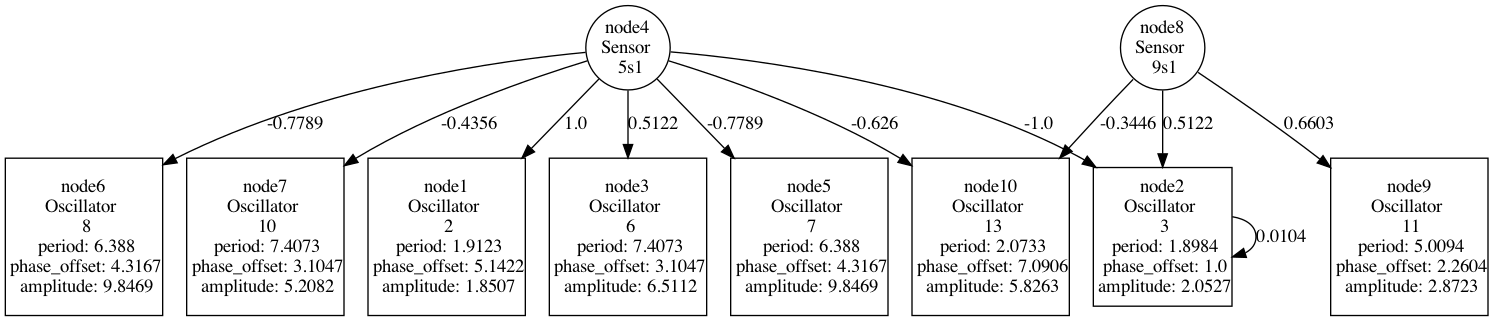 node4
Sensor
5s1
node8
Sensor
9s1
-0.7789
-0.4356
1.0
0.5122
-0.7789
-0.626
-1.0
-0.3446
0.5122
0.6603
node6
Oscillator
8
period: 6.388
phase_offset: 4.3167
amplitude: 9.8469
node7
Oscillator
10
period: 7.4073
phase_offset: 3.1047
amplitude: 5.2082
node1
Oscillator
2
period: 1.9123
phase_offset: 5.1422
amplitude: 1.8507
node3
Oscillator
6
period: 7.4073
phase_offset: 3.1047
amplitude: 6.5112
node5
Oscillator
7
period: 6.388
phase_offset: 4.3167
amplitude: 9.8469
node10
Oscillator
13
period: 2.0733
phase_offset: 7.0906
amplitude: 5.8263
node2
Oscillator
3
period: 1.8984
phase_offset: 1.0
amplitude: 2.0527
0.0104
node9
Oscillator
11
period: 5.0094
phase_offset: 2.2604
amplitude: 2.8723